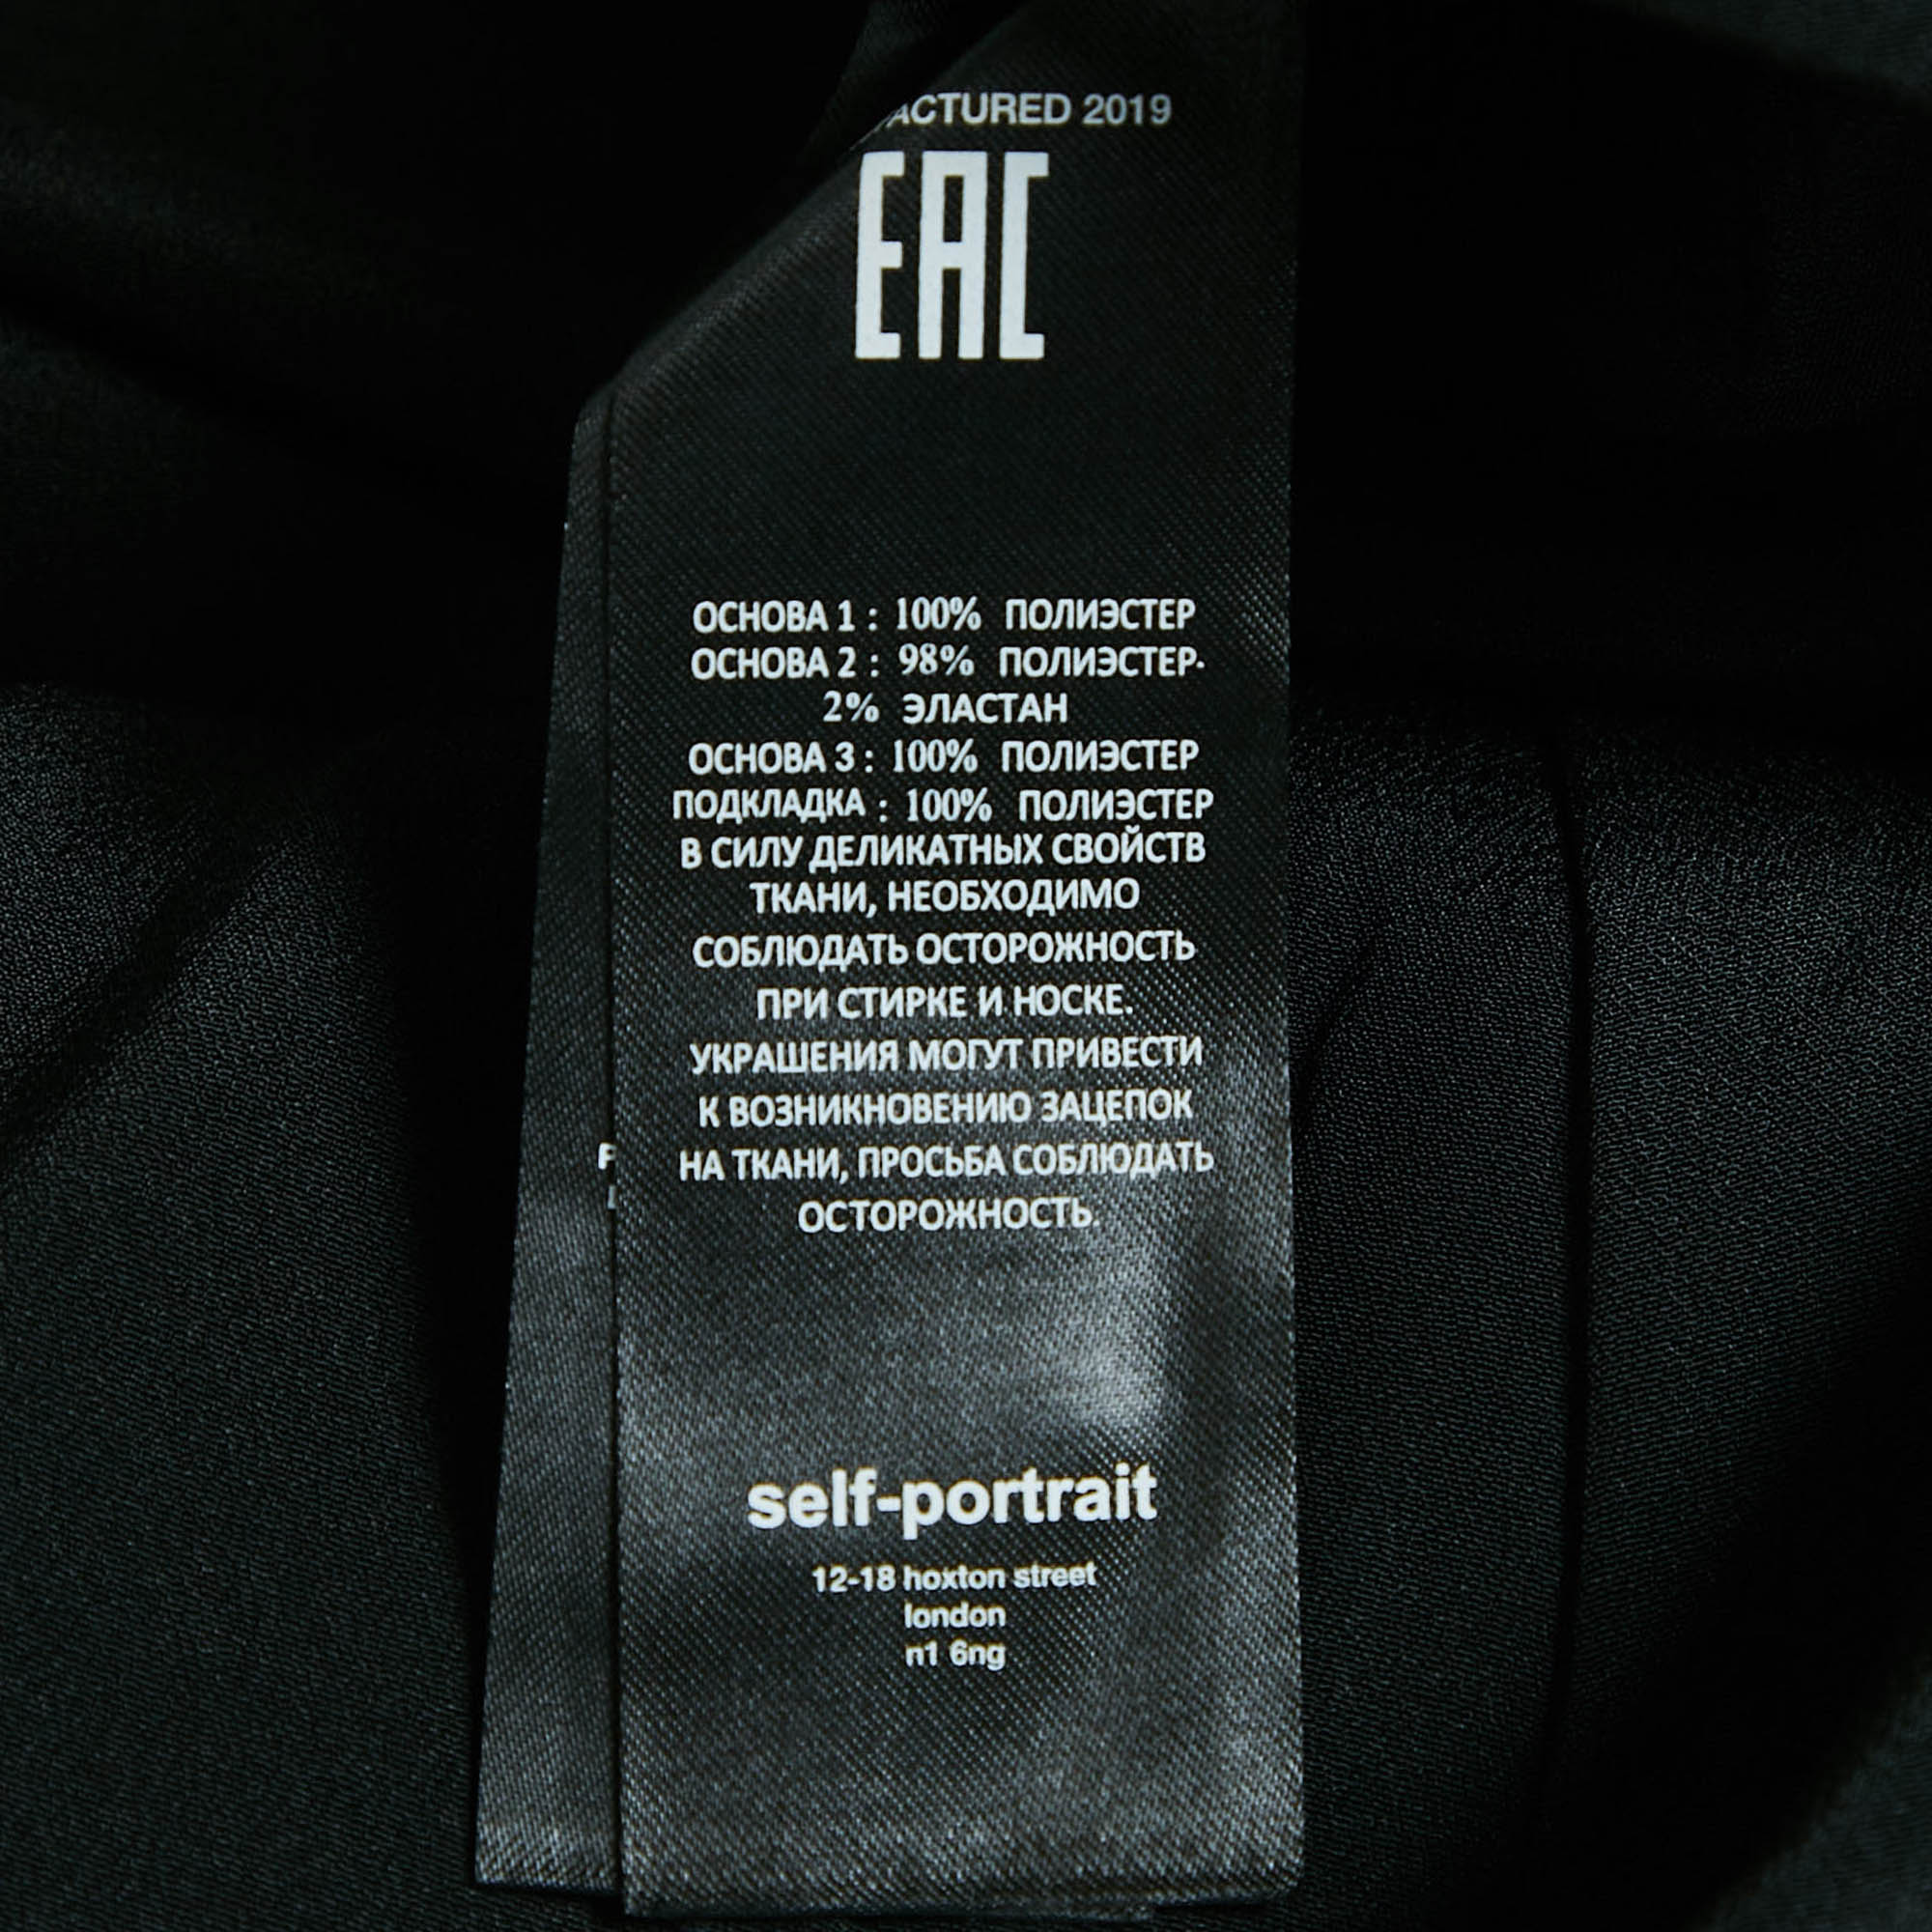 ACTURED 2019
EAC
ОСНОВА 1 : 100% ПОЛИЭСТЕР
ОСНОВА 2 : 98% ПОЛИЭСТЕР·
2% ЭЛАСТАН
ОСНОВА 3 : 100% ПОЛИЭСТЕР
ПОДКЛАДКА : 100% ПОЛИЭСТЕР
В СИЛУ ДЕЛИКАТНЫХ СВОЙСТВ
ТКАНИ, НЕОБХОДИМО
СОБЛЮДАТЬ ОСТОРОЖНОСТЬ
ПРИ СТИРКЕ И НОСКЕ.
УКРАШЕНИЯ МОГУТ ПРИВЕСТИ
К ВОЗНИКНОВЕНИЮ ЗАЦЕПОК
НА ТКАНИ, ПРОСЬБА СОБЛЮДАТЬ
ОСТОРОЖНОСТЬ.
self-portrait
12-18 hoxton street
london
n1 6ng